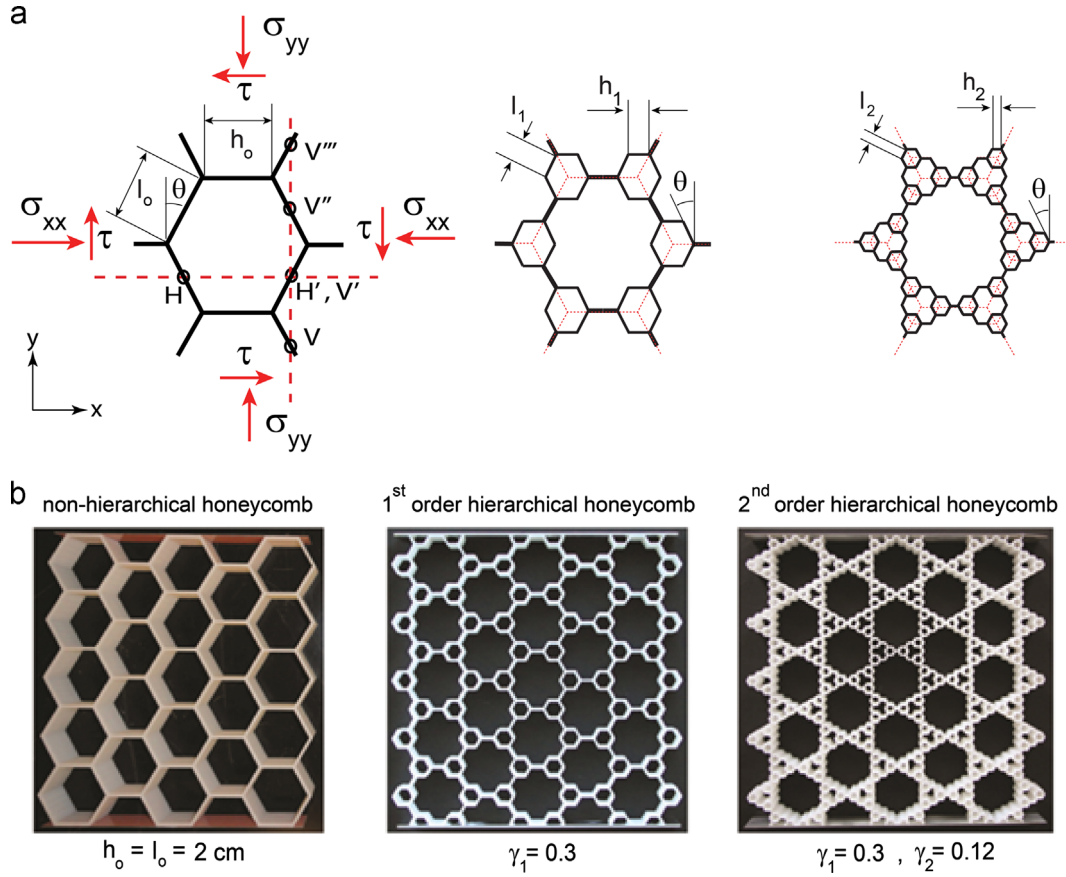 a
σyy
τ
ho
lo
θ
V‴
V″
σxx
τ
τ
σxx
H
H′ , V′
V
τ
σyy
y
x
h1
l1
θ
h2
l2
θ
b
non-hierarchical honeycomb
1st order hierarchical honeycomb
2nd order hierarchical honeycomb
ho = lo = 2 cm
γ1= 0.3
γ1= 0.3 , γ2= 0.12